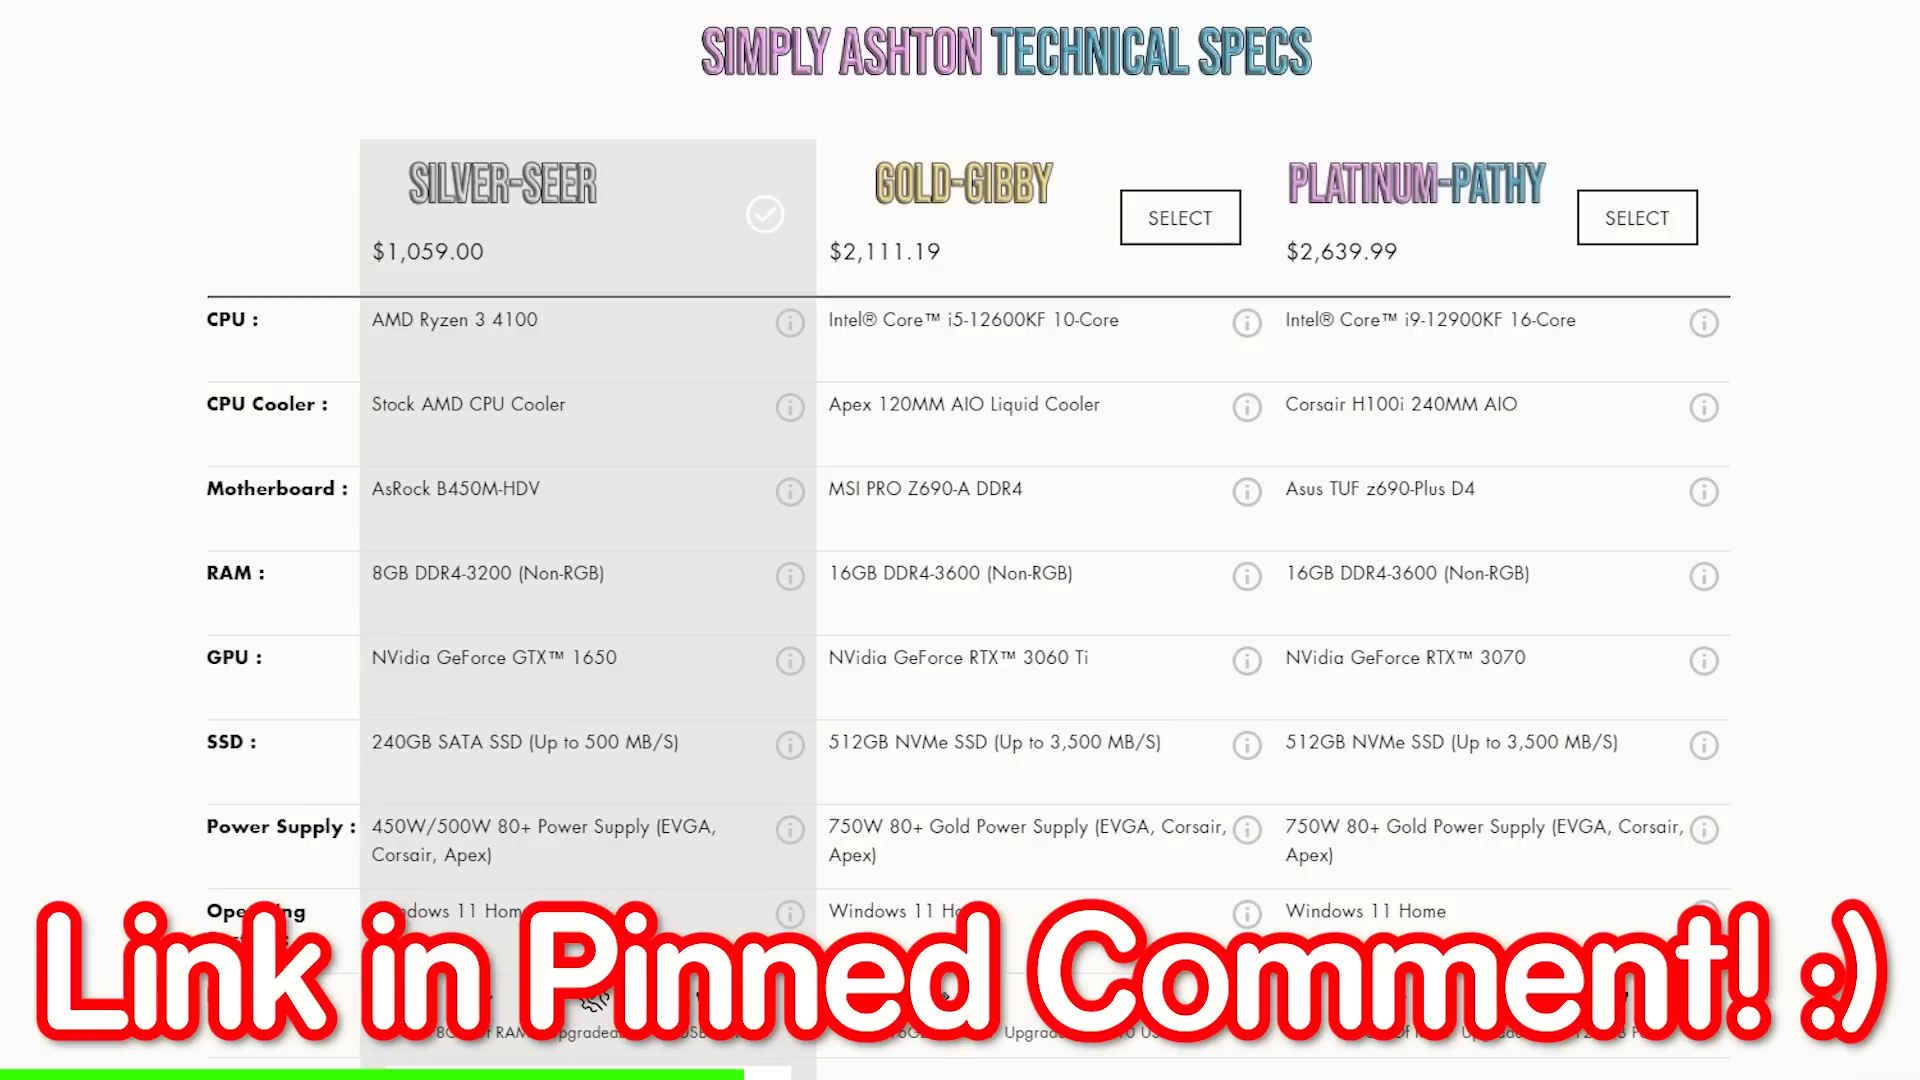 SIMPLY ASHTON TECHNICAL SPECS
SILVER-SEER
$1,059.00
GOLD-GIBBY
$2,111.19
SELECT
PLATINUM-PATHY
$2,639.99
SELECT
CPU : AMD Ryzen 3 4100 Intel® Core™ i5-12600KF 10-Core Intel® Core™ i9-12900KF 16-Core
CPU Cooler : Stock AMD CPU Cooler Apex 120MM AIO Liquid Cooler Corsair H100i 240MM AIO
Motherboard : AsRock B450M-HDV MSI PRO Z690-A DDR4 Asus TUF z690-Plus D4
RAM : 8GB DDR4-3200 (Non-RGB) 16GB DDR4-3600 (Non-RGB) 16GB DDR4-3600 (Non-RGB)
GPU : NVidia GeForce GTX™ 1650 NVidia GeForce RTX™ 3060 Ti NVidia GeForce RTX™ 3070
SSD : 240GB SATA SSD (Up to 500 MB/S) 512GB NVMe SSD (Up to 3,500 MB/S) 512GB NVMe SSD (Up to 3,500 MB/S)
Power Supply : 450W/500W 80+ Power Supply (EVGA, Corsair, Apex) 750W 80+ Gold Power Supply (EVGA, Corsair, Apex) 750W 80+ Gold Power Supply (EVGA, Corsair, Apex)
11 Windows 11 Windows 11 Home
Link in Pinned Comment! :)